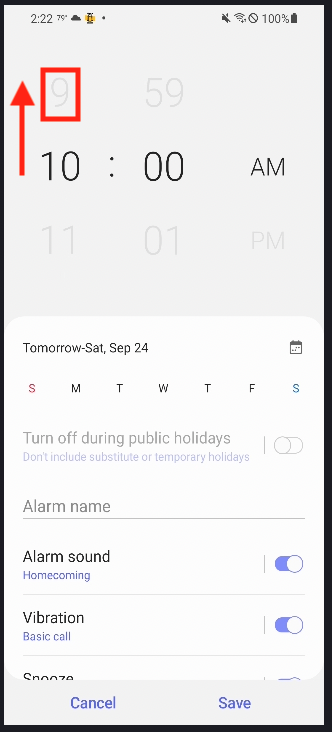 2:22 79° 100%
9 59
10 : 00 AM
11 01 PM
Tomorrow-Sat, Sep 24
S M T W T F S
Turn off during public holidays
Don't include substitute or temporary holidays
Alarm name
Alarm sound
Homecoming
Vibration
Basic call
Snooze
Cancel Save